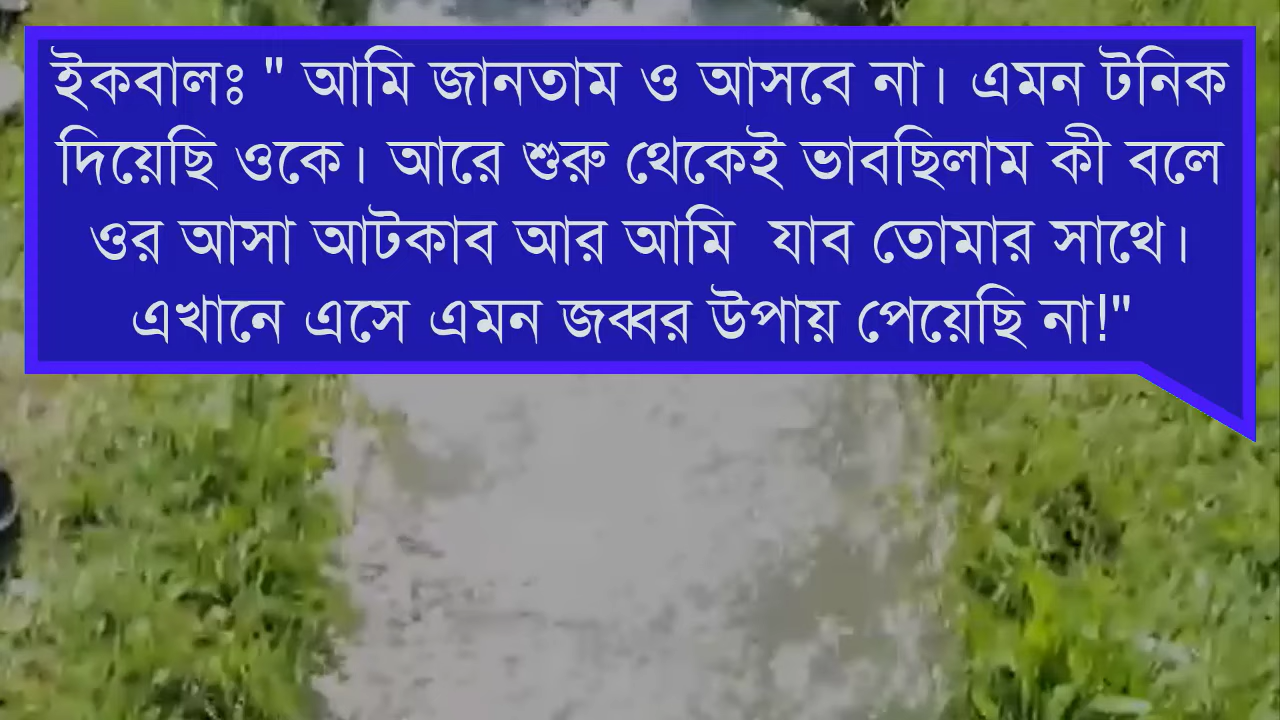 ইকবালঃ " আমি জানতাম ও আসবে না। এমন টনিক
দিয়েছি ওকে। আরে শুরু থেকেই ভাবছিলাম কী বলে
ওর আসা আটকাব আর আমি  যাব তোমার সাথে।
এখানে এসে এমন জব্বর উপায় পেয়েছি না!"